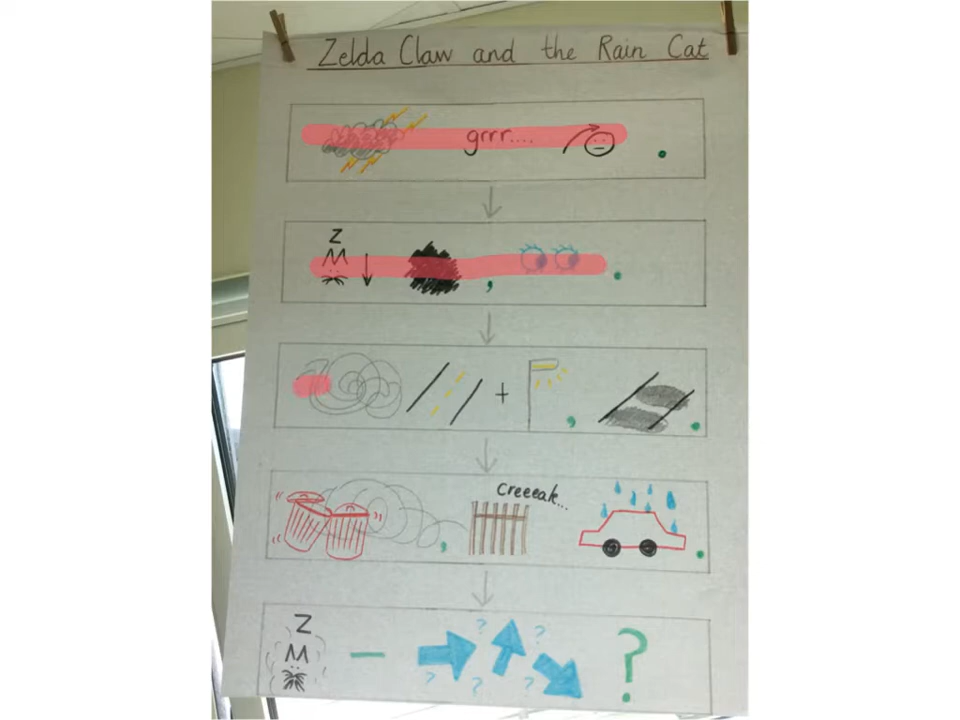 Zelda Claw and the Rain Cat
grrr.... .
Z
,
.
+ , .
Creeeak...
, .
Z
- ?